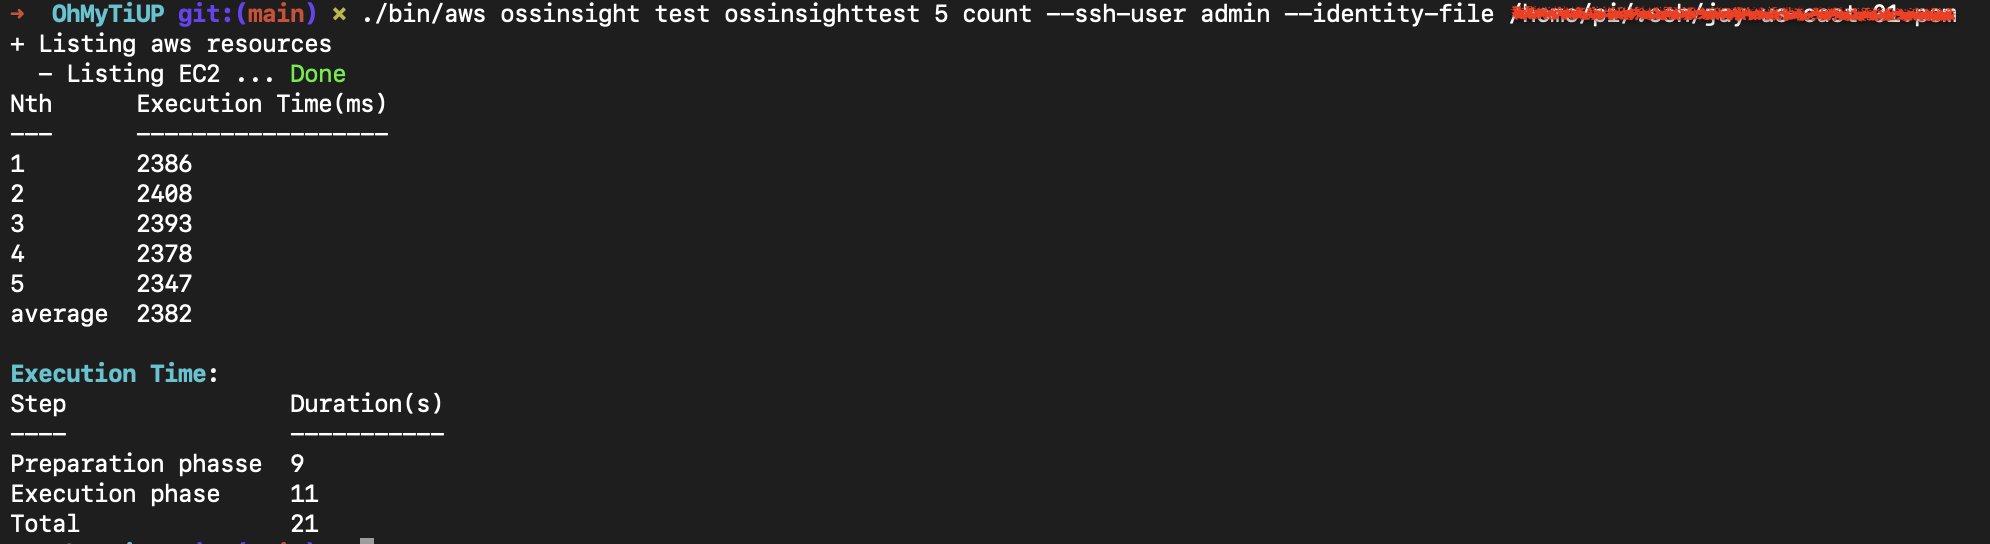 → OhMyTiUP git:(main) × ./bin/aws ossinsight test ossinsighttest 5 count --ssh-user admin --identity-file
+ Listing aws resources
- Listing EC2 ... Done
Nth Execution Time(ms)
--- ------------------
1 2386
2 2408
3 2393
4 2378
5 2347
average 2382
Execution Time:
Step Duration(s)
---- -----------
Preparation phasse 9
Execution phase 11
Total 21